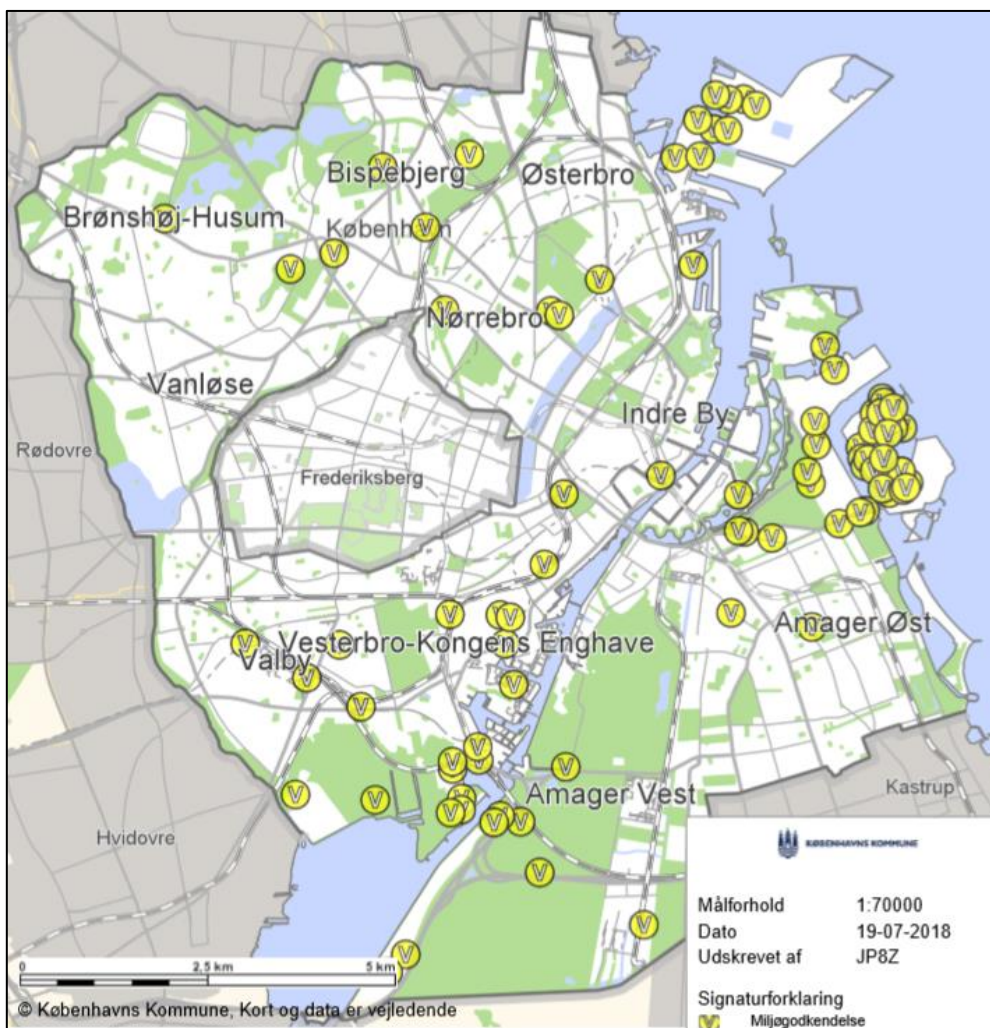 Bispebjerg
Østerbro
Brønshøj-Husum
København
Nørrebro
Vanløse
Indre By
Rødovre
Frederiksberg
Vesterbro-Kongens Enghave
Amager Øst
Valby
Amager Vest
Kastrup
Hvidovre
KØBENHAVNS KOMMUNE
Målforhold 1:70000
Dato 19-07-2018
Udskrevet af JP8Z
Signaturforklaring
V Miljøgodkendelse
0 2,5 km 5 km
© Københavns Kommune, Kort og data er vejledende